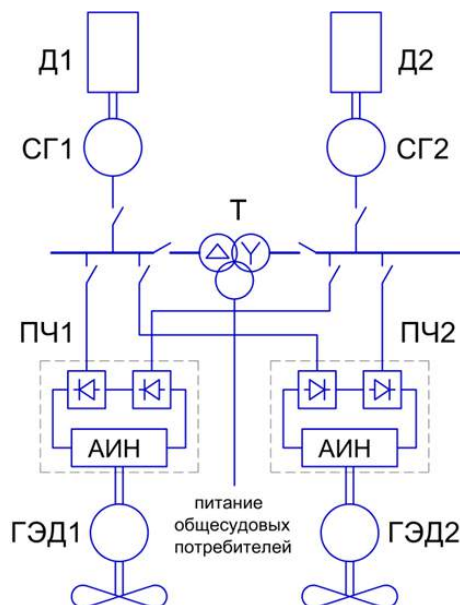 Д1
Д2
СГ1
СГ2
Т
ПЧ1
ПЧ2
АИН
АИН
ГЭД1
питание
общесудовых
потребителей
ГЭД2